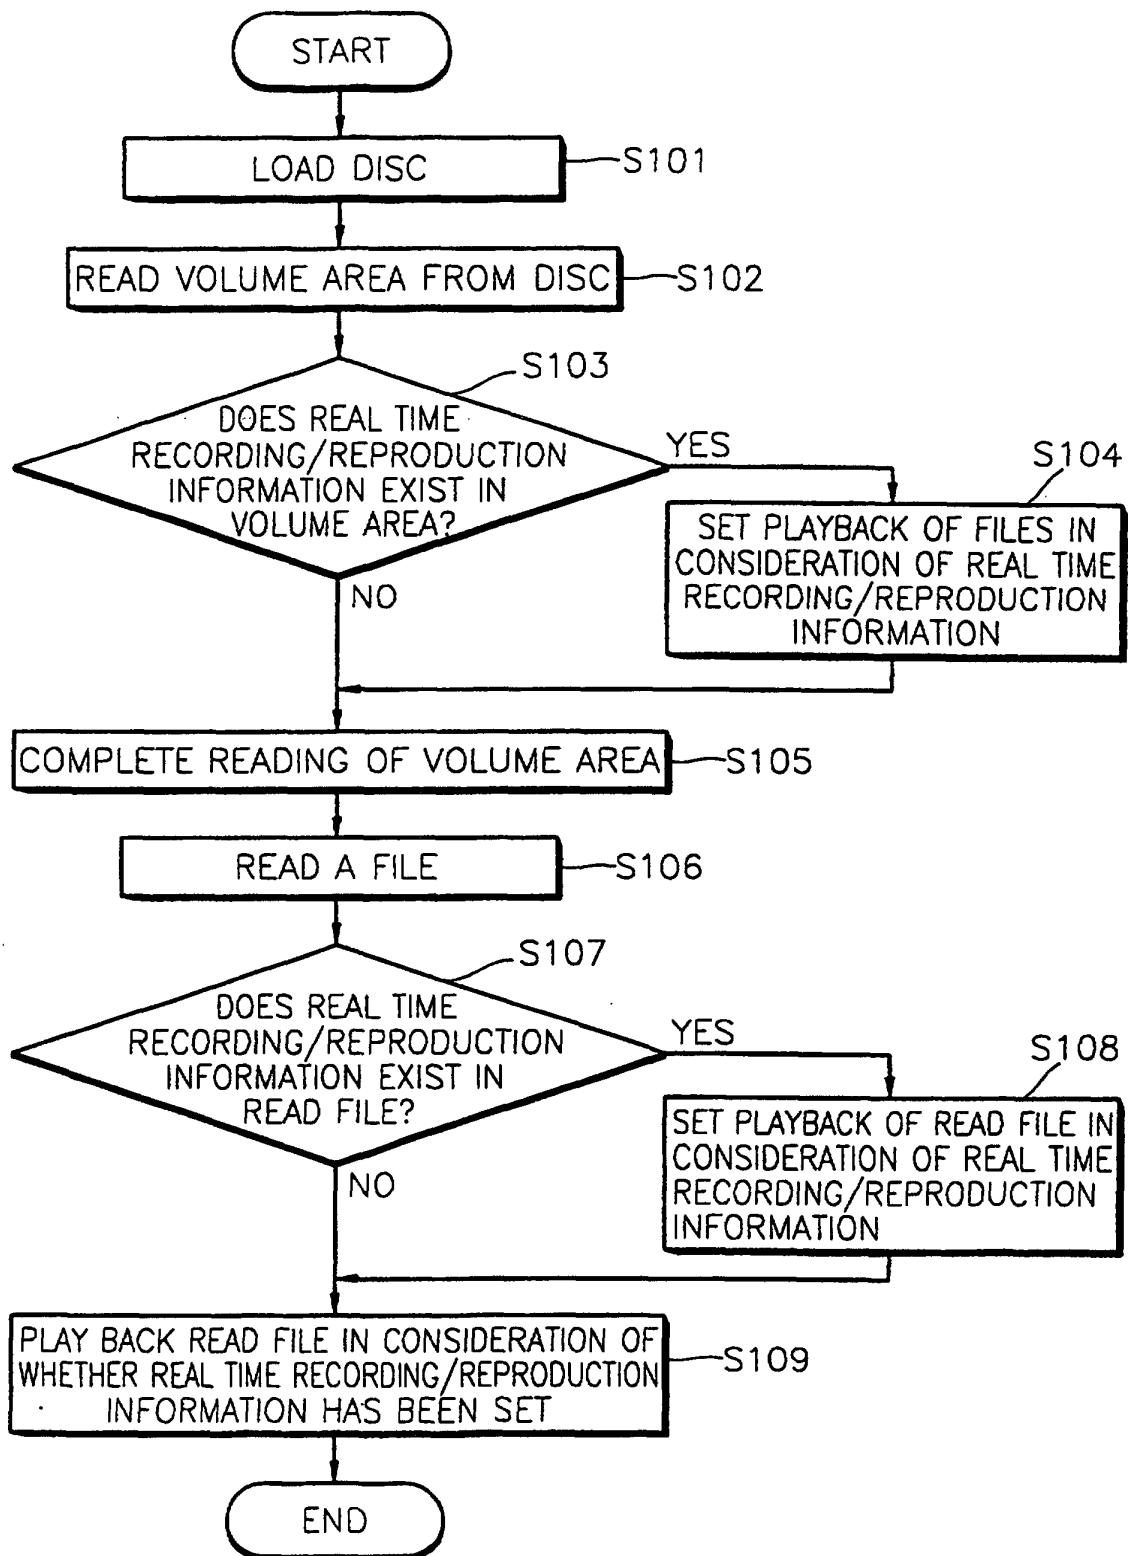 START
LOAD DISC
S101
READ VOLUME AREA FROM DISC
S102
S103
DOES REAL TIME
RECORDING/REPRODUCTION
INFORMATION EXIST IN
VOLUME AREA?
YES
NO
S104
SET PLAYBACK OF FILES IN
CONSIDERATION OF REAL TIME
RECORDING/REPRODUCTION
INFORMATION
COMPLETE READING OF VOLUME AREA
S105
READ A FILE
S106
S107
DOES REAL TIME
RECORDING/REPRODUCTION
INFORMATION EXIST IN
READ FILE?
YES
NO
S108
SET PLAYBACK OF READ FILE IN
CONSIDERATION OF REAL TIME
RECORDING/REPRODUCTION
INFORMATION
PLAY BACK READ FILE IN CONSIDERATION OF
WHETHER REAL TIME RECORDING/REPRODUCTION
INFORMATION HAS BEEN SET
S109
END